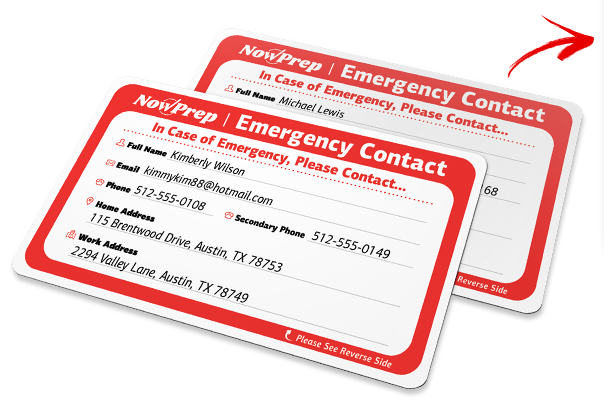 NowPrep | Emergency Contact
In Case of Emergency, Please Contact...
Full Name Michael Lewis
68
Reverse Side
NowPrep | Emergency Contact
In Case of Emergency, Please Contact...
Full Name Kimberly Wilson
Email kimmykim88@hotmail.com
Phone 512-555-0108 Secondary Phone 512-555-0149
Home Address
115 Brentwood Drive, Austin, TX 78753
Work Address
2294 Valley Lane, Austin, TX 78749
Please See Reverse Side